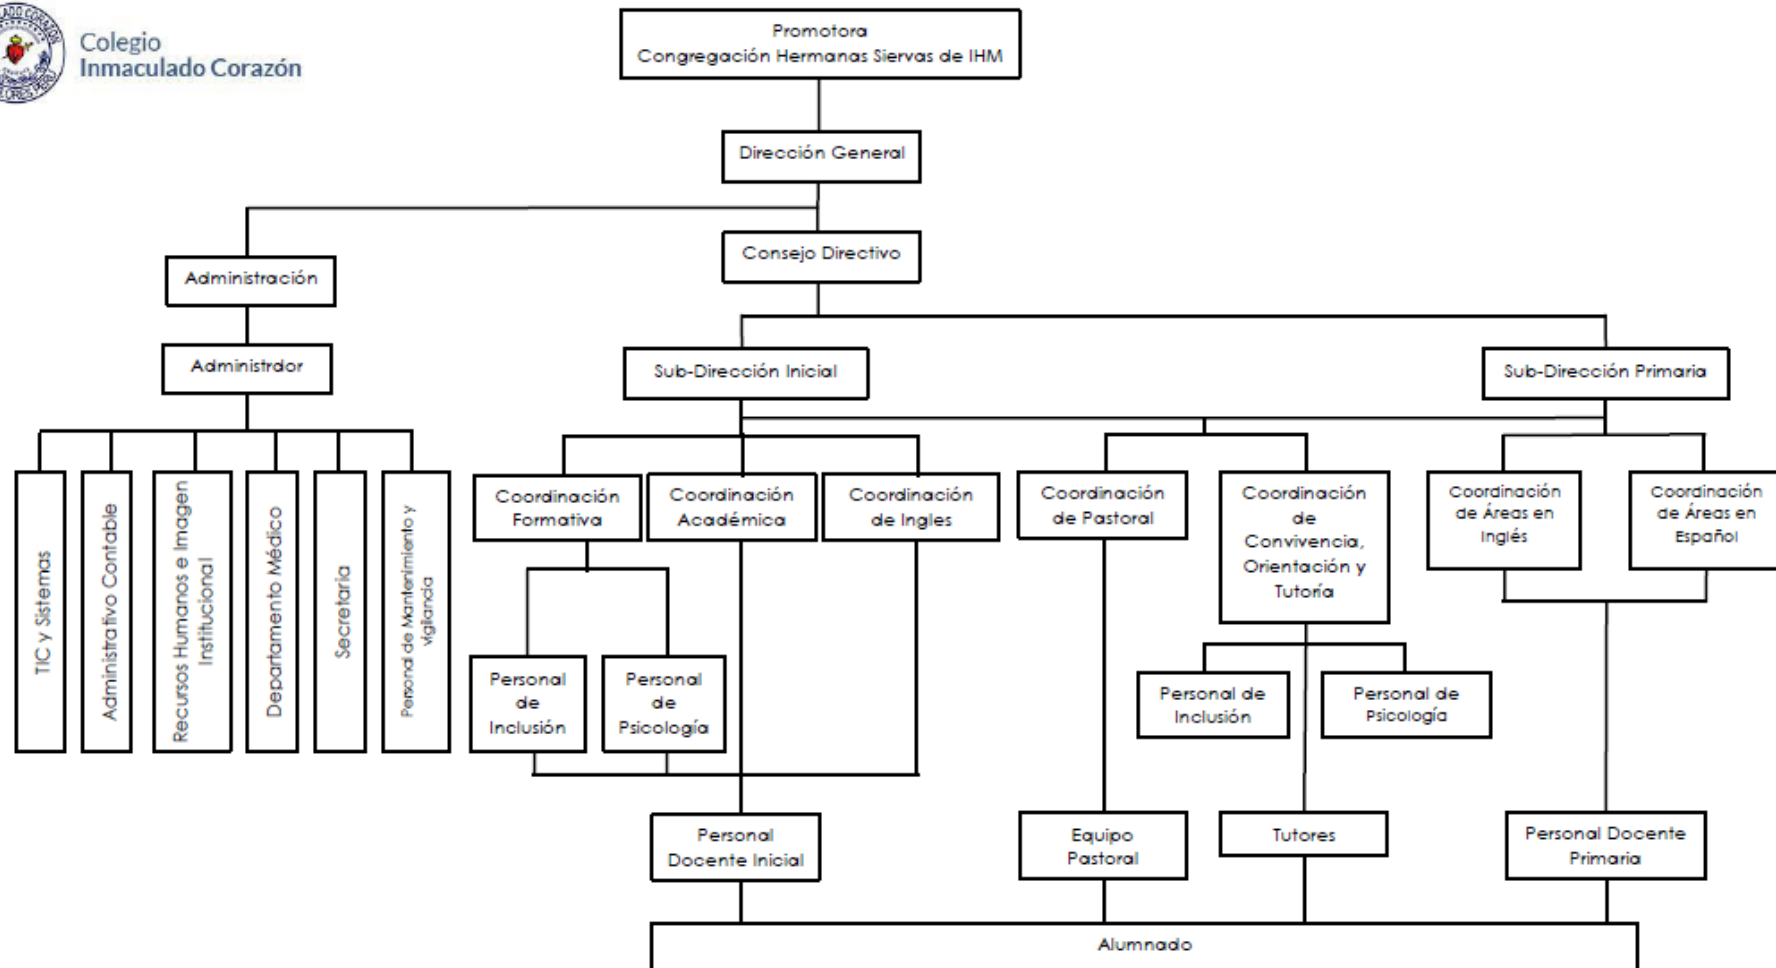 Colegio
Inmaculado Corazón
Promotora
Congregación Hermanas Siervas de IHM
Dirección General
Consejo Directivo
Administración
Administrdor
Sub-Dirección Inicial
Sub-Dirección Primaria
TIC y Sistemas
Administrativo Contable
Recursos Humanos e Imagen
Institucional
Departamento Médico
Secretaria
Personal de Mantenimiento y
vigilancia
Coordinación
Formativa
Coordinación
Académica
Coordinación
de Ingles
Coordinación
de Pastoral
Coordinación
de
Convivencia,
Orientación y
Tutoría
Coordinación
de Áreas en
Inglés
Coordinación
de Áreas en
Español
Personal
de
Inclusión
Personal
de
Psicología
Personal de
Inclusión
Personal de
Psicología
Personal
Docente Inicial
Equipo
Pastoral
Tutores
Personal Docente
Primaria
Alumnado